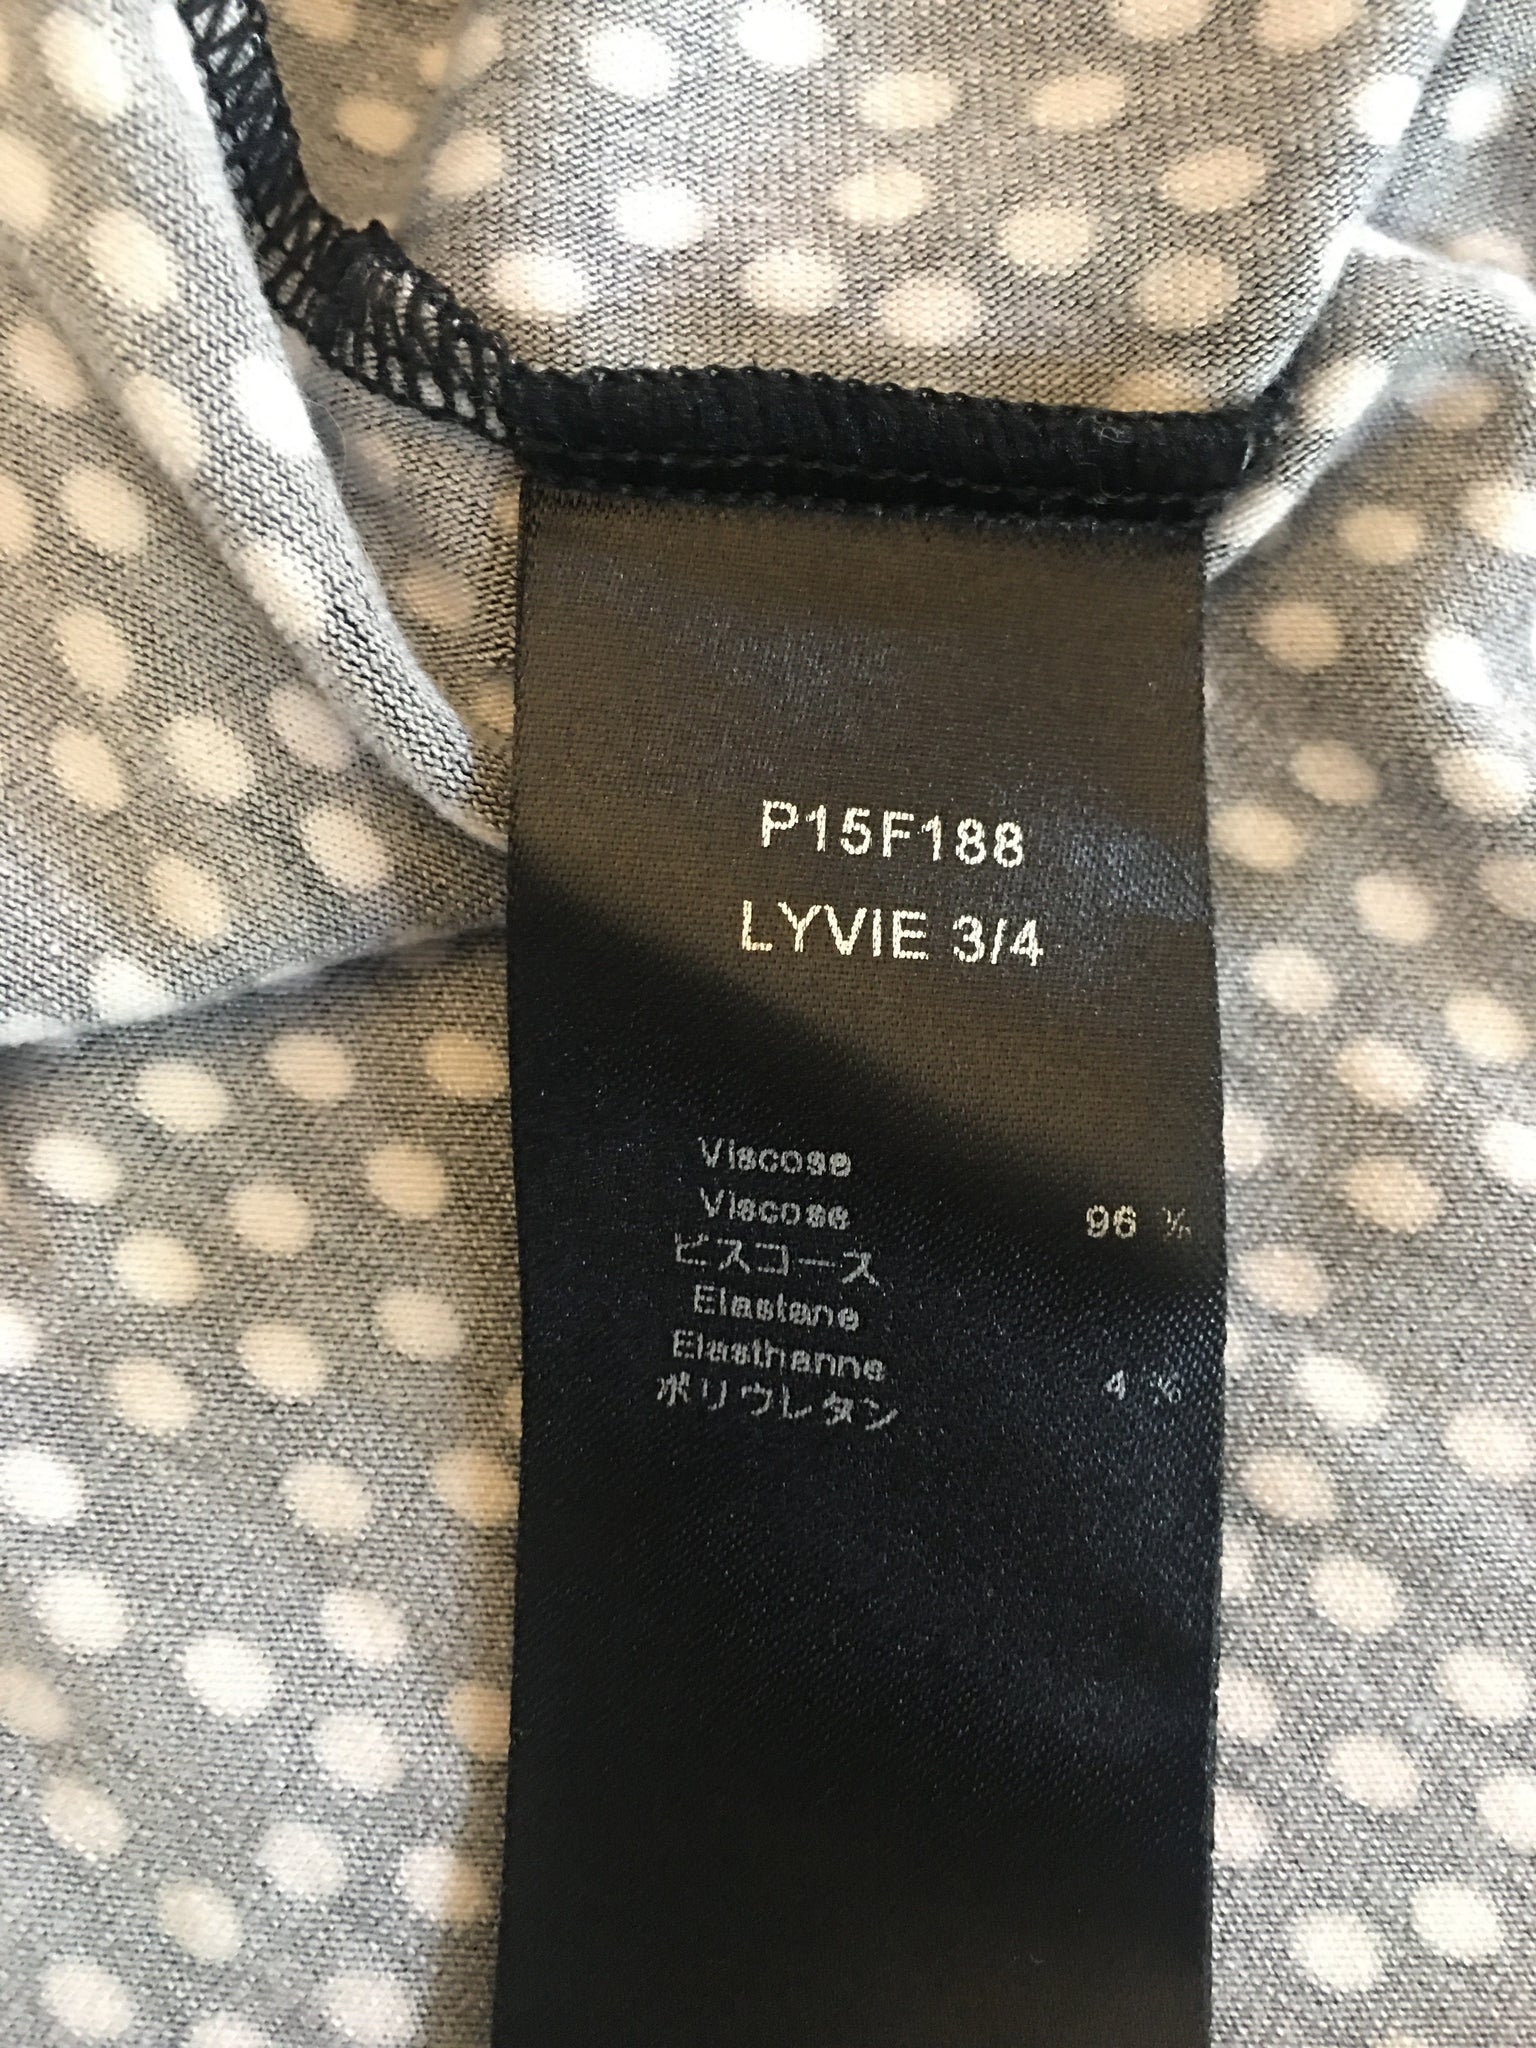 P15F188
LYVIE 3/4
Viscose
Viscose 96 %
ビスコース
Elastane
Elasthanne 4 %
ポリウレタン